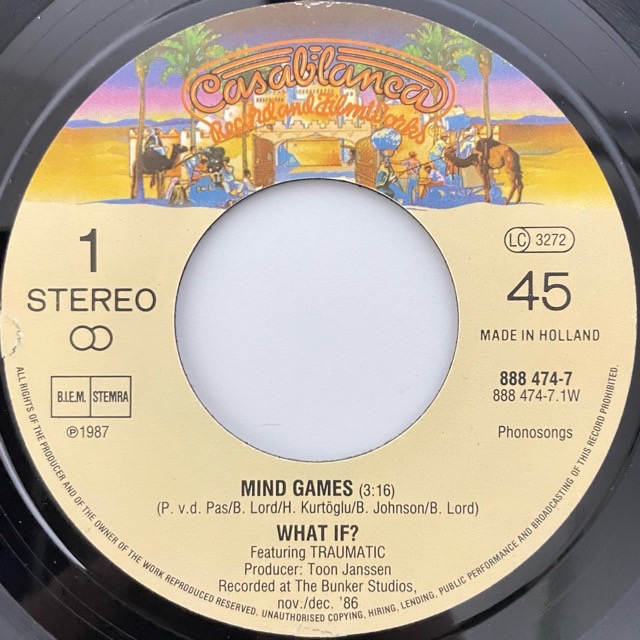 Casablanca
Record and FilmWorks
1
STEREO
LC 3272
45
MADE IN HOLLAND
B.I.E.M. STEMRA
℗1987
888 474-7
888 474-7.1W
Phonosongs
MIND GAMES (3:16)
(P. v.d. Pas/B. Lord/H. Kurtöglu/B. Johnson/B. Lord)
WHAT IF?
Featuring TRAUMATIC
Producer: Toon Janssen
Recorded at The Bunker Studios,
nov./dec. '86
ALL RIGHTS OF THE PRODUCER AND OF THE OWNER OF THE WORK REPRODUCED RESERVED. UNAUTHORISED COPYING, HIRING, LENDING, PUBLIC PERFORMANCE AND BROADCASTING OF THIS RECORD PROHIBITED.